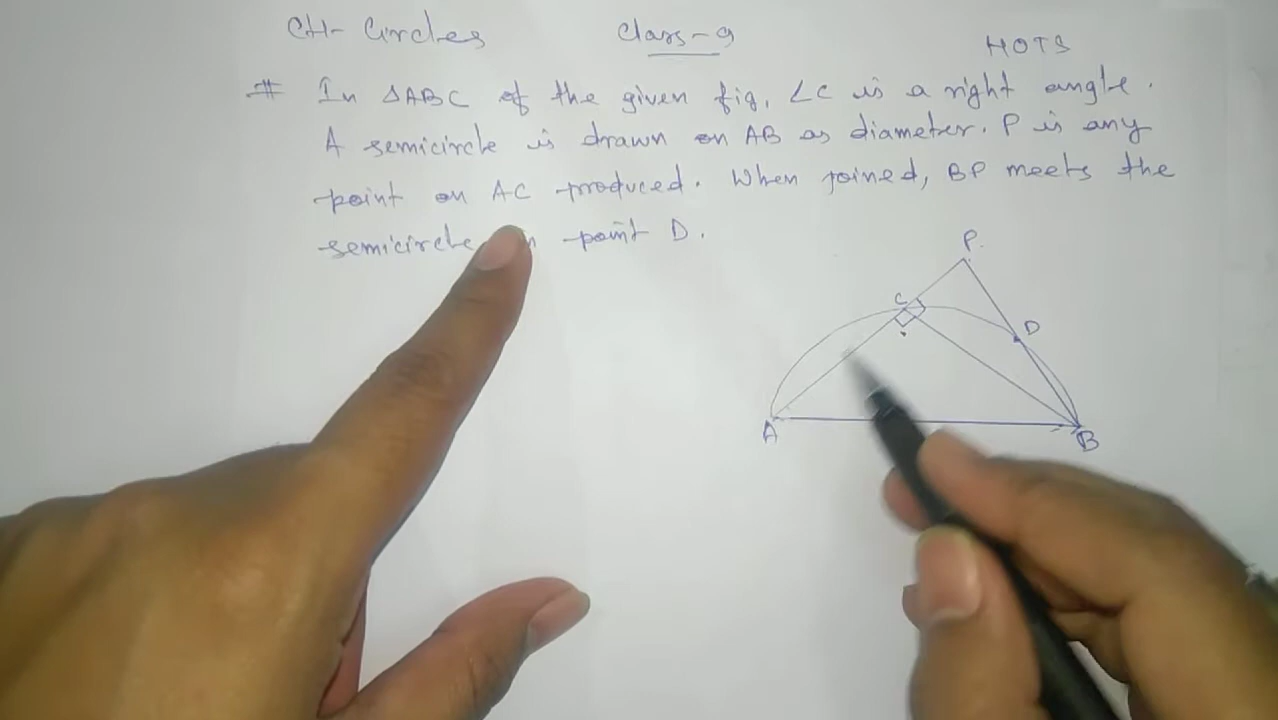 CH- Circles Class-9 HOTS
# In ΔABC of the given fig, ∠C is a right angle.
A semicircle is drawn on AB as diameter. P is any
point on AC produced. When joined, BP meets the
semicircle point D.
P.
C
D
A
B